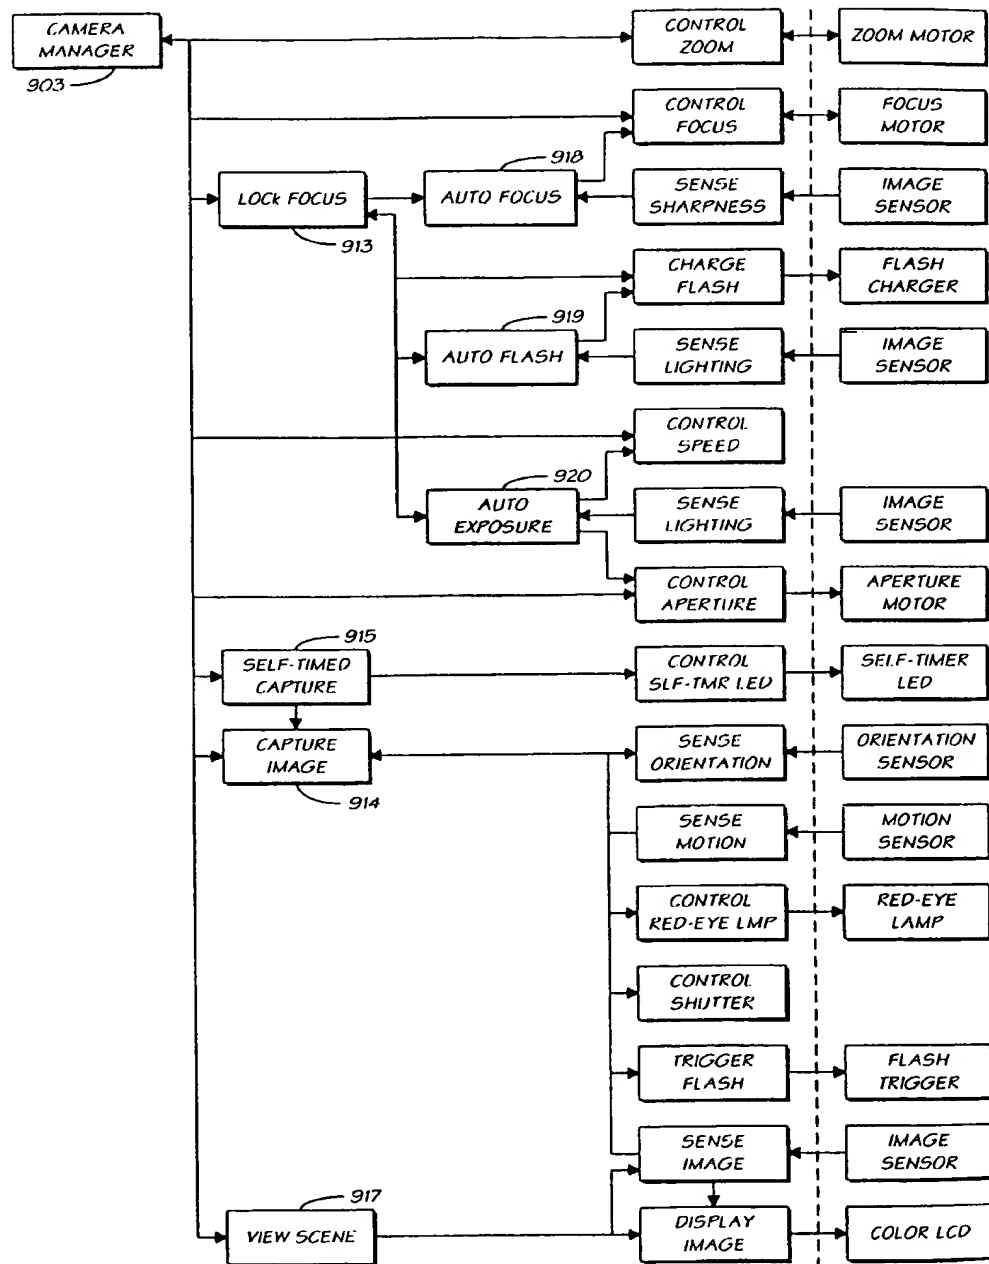 CAMERA
MANAGER
903
CONTROL
ZOOM
ZOOM MOTOR
CONTROL
FOCUS
FOCUS
MOTOR
918
LOCK FOCUS
913
AUTO FOCUS
SENSE
SHARPNESS
IMAGE
SENSOR
CHARGE
FLASH
FLASH
CHARGER
919
AUTO FLASH
SENSE
LIGHTING
IMAGE
SENSOR
CONTROL
SPEED
920
AUTO
EXPOSURE
SENSE
LIGHTING
IMAGE
SENSOR
CONTROL
APERTURE
APERTURE
MOTOR
915
SELF-TIMED
CAPTURE
CONTROL
SLF-TMR LED
SELF-TIMER
LED
CAPTURE
IMAGE
914
SENSE
ORIENTATION
ORIENTATION
SENSOR
SENSE
MOTION
MOTION
SENSOR
CONTROL
RED-EYE LMP
RED-EYE
LAMP
CONTROL
SHUTTER
TRIGGER
FLASH
FLASH
TRIGGER
SENSE
IMAGE
IMAGE
SENSOR
917
VIEW SCENE
DISPLAY
IMAGE
COLOR LCD